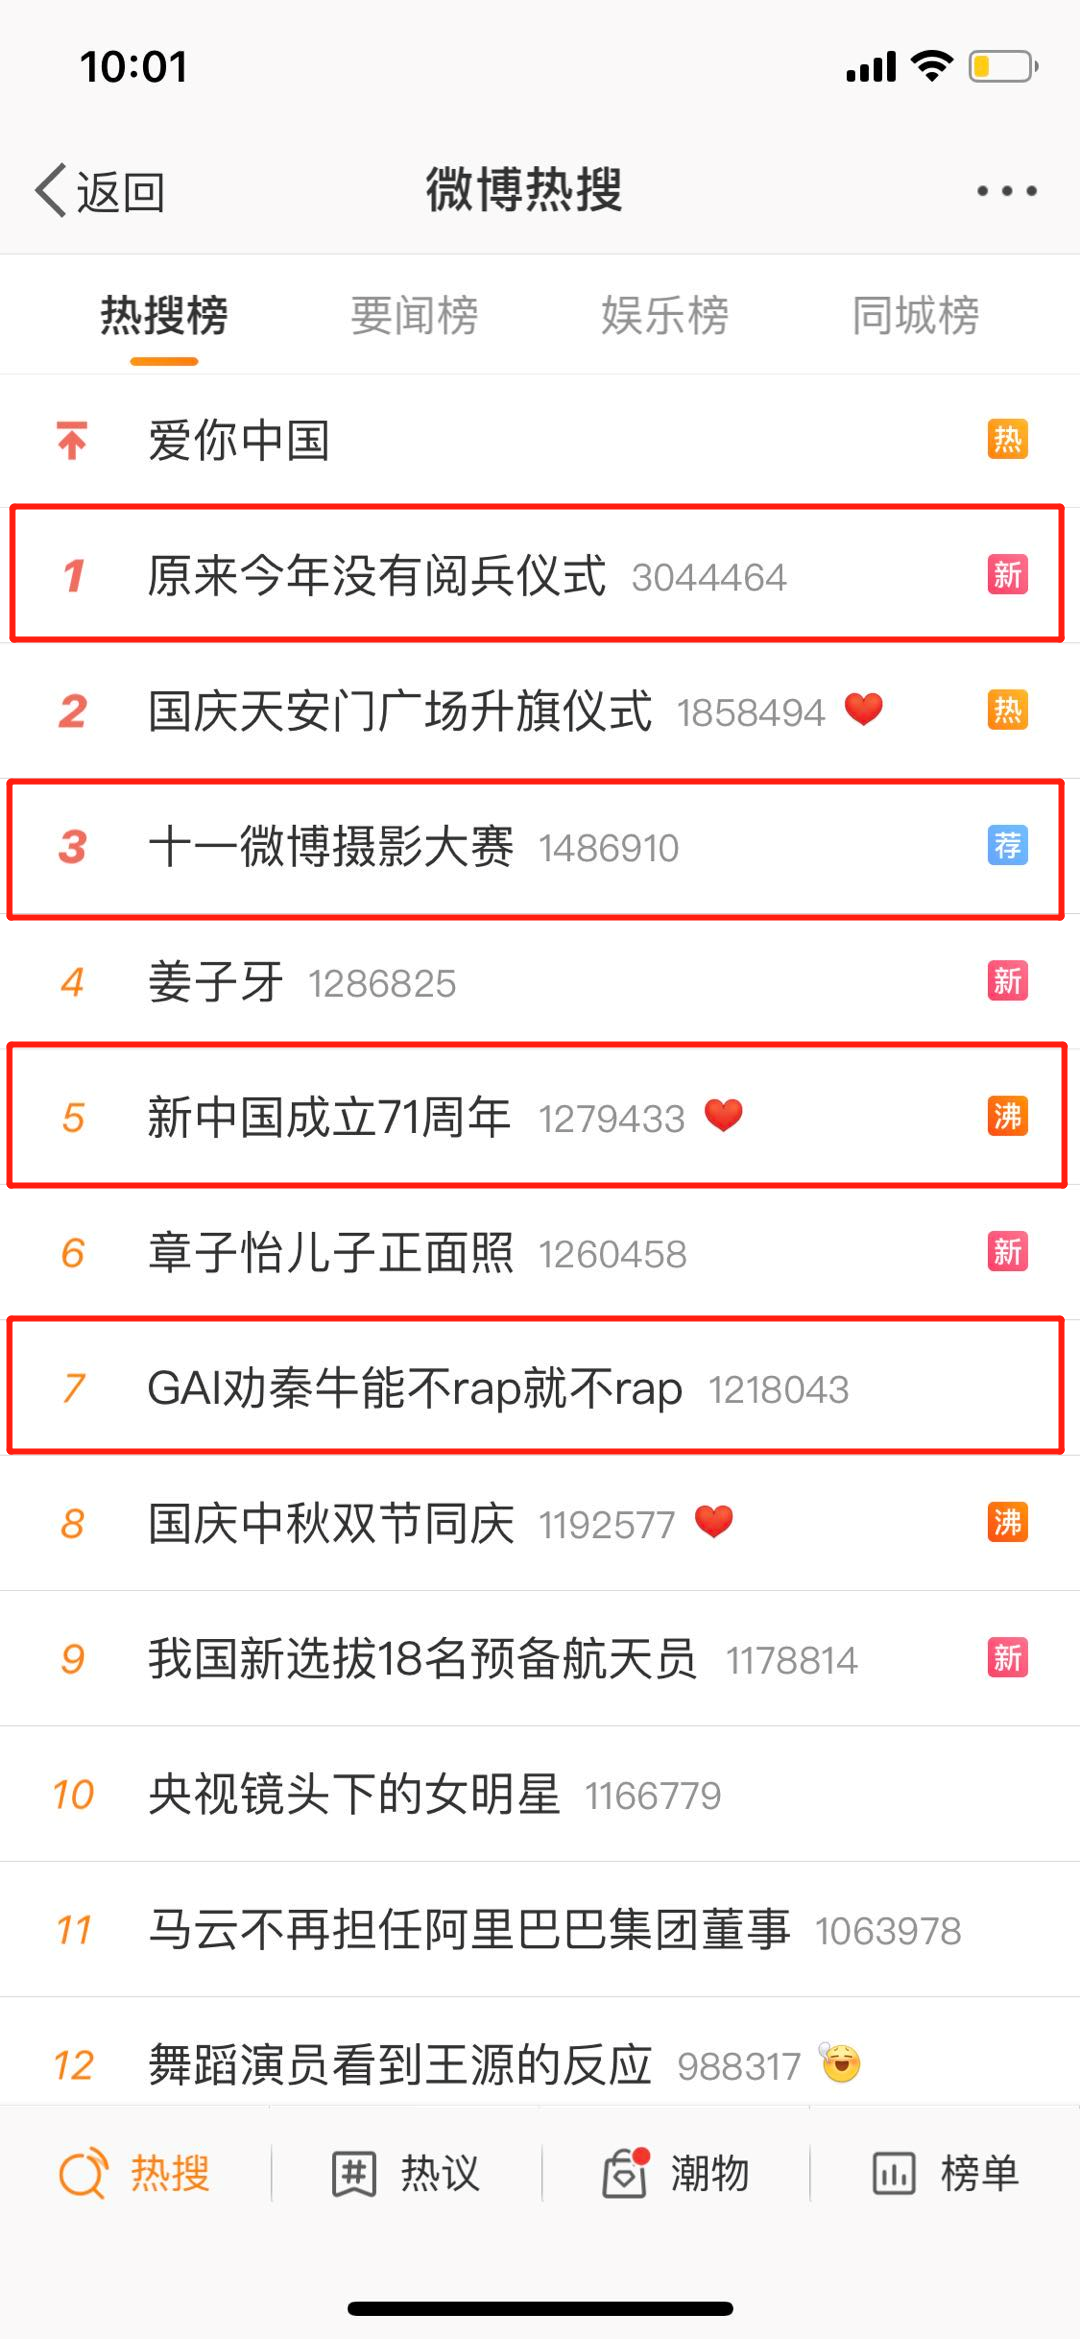 10:01
返回 微博热搜
热搜榜 要闻榜 娱乐榜 同城榜
爱你中国 热
1 原来今年没有阅兵仪式 3044464 新
2 国庆天安门广场升旗仪式 1858494 热
3 十一微博摄影大赛 1486910 荐
4 姜子牙 1286825 新
5 新中国成立71周年 1279433 沸
6 章子怡儿子正面照 1260458 新
7 GAI劝秦牛能不rap就不rap 1218043
8 国庆中秋双节同庆 1192577 沸
9 我国新选拔18名预备航天员 1178814 新
10 央视镜头下的女明星 1166779
11 马云不再担任阿里巴巴集团董事 1063978
12 舞蹈演员看到王源的反应 988317
热搜 热议 潮物 榜单